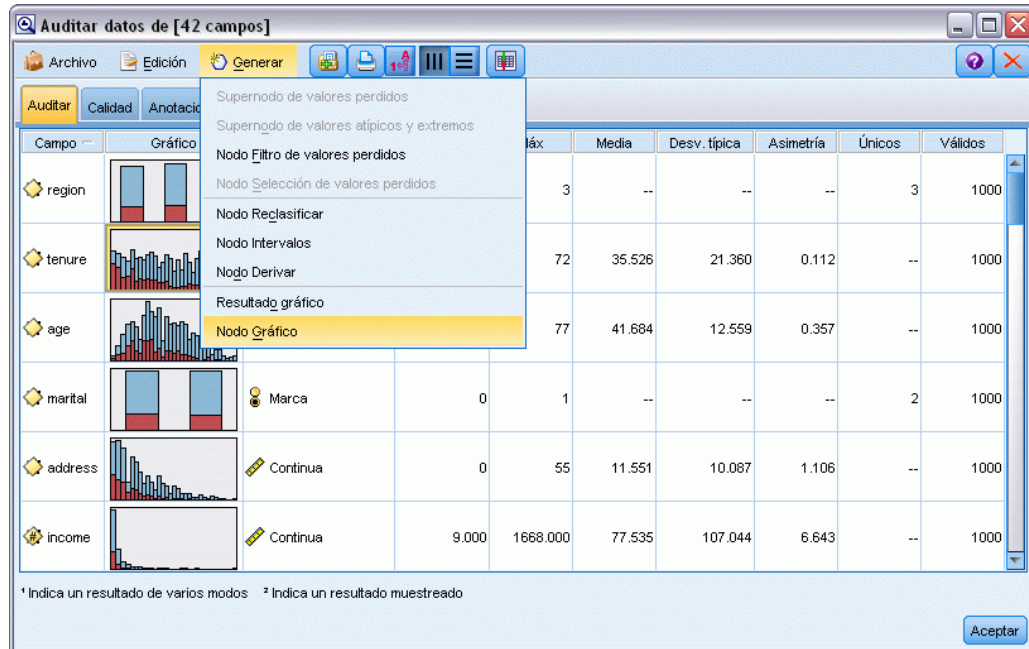 Auditar datos de [42 campos]
Archivo Edición Generar
Auditar Calidad Anotacio
Supernodo de valores perdidos
Supernodo de valores atípicos y extremos
Nodo Filtro de valores perdidos
Nodo Selección de valores perdidos
Nodo Reclasificar
Nodo Intervalos
Nodo Derivar
Resultado gráfico
Nodo Gráfico
Campo Gráfico Máx Media Desv. típica Asimetría Únicos Válidos
region 3 -- -- -- 3 1000
tenure 72 35.526 21.360 0.112 -- 1000
age 77 41.684 12.559 0.357 -- 1000
marital Marca 0 1 -- -- -- 2 1000
address Continua 0 55 11.551 10.087 1.106 -- 1000
income Continua 9.000 1668.000 77.535 107.044 6.643 -- 1000
¹ Indica un resultado de varios modos ² Indica un resultado muestreado
Aceptar